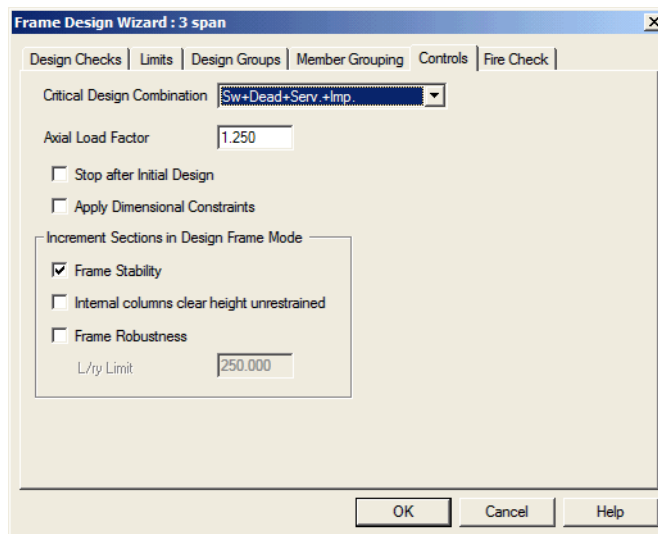 Frame Design Wizard : 3 span
Design Checks Limits Design Groups Member Grouping Controls Fire Check
Critical Design Combination Sw+Dead+Serv.+Imp.
Axial Load Factor 1.250
Stop after Initial Design
Apply Dimensional Constraints
Increment Sections in Design Frame Mode
Frame Stability
Internal columns clear height unrestrained
Frame Robustness
L/ry Limit 250.000
OK Cancel Help